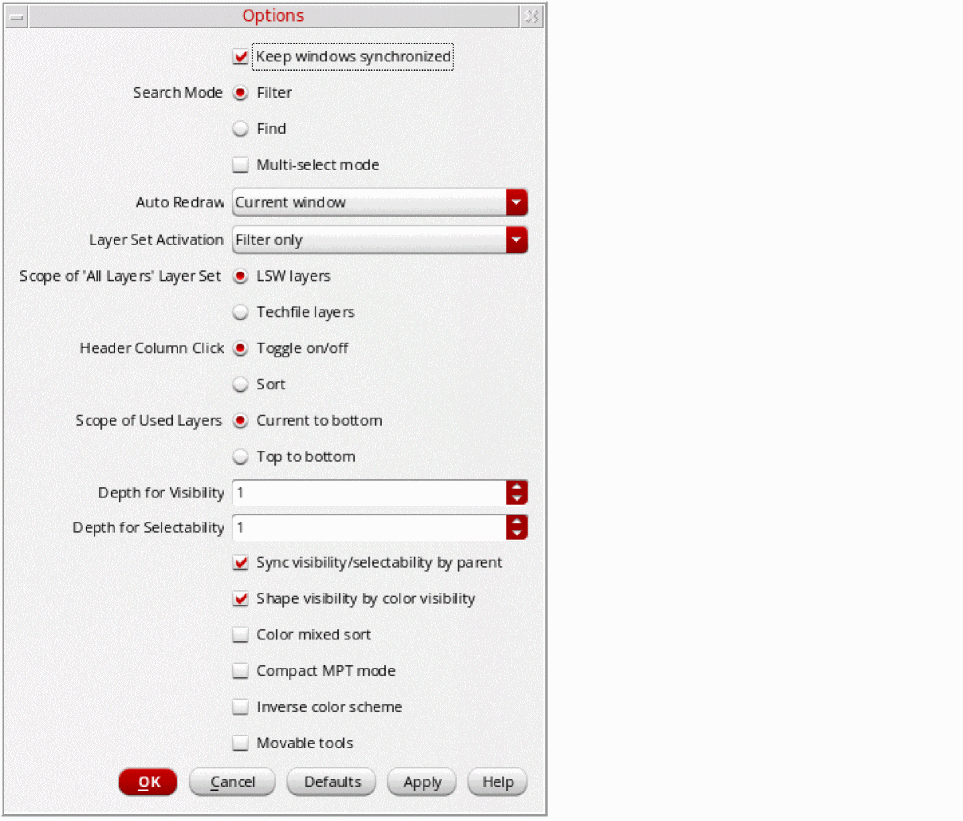 Options
Keep windows synchronized
Search Mode Filter
Find
Multi-select mode
Auto Redraw Current window
Layer Set Activation Filter only
Scope of 'All Layers' Layer Set LSW layers
Techfile layers
Header Column Click Toggle on/off
Sort
Scope of Used Layers Current to bottom
Top to bottom
Depth for Visibility 1
Depth for Selectability 1
Sync visibility/selectability by parent
Shape visibility by color visibility
Color mixed sort
Compact MPT mode
Inverse color scheme
Movable tools
OK Cancel Defaults Apply Help